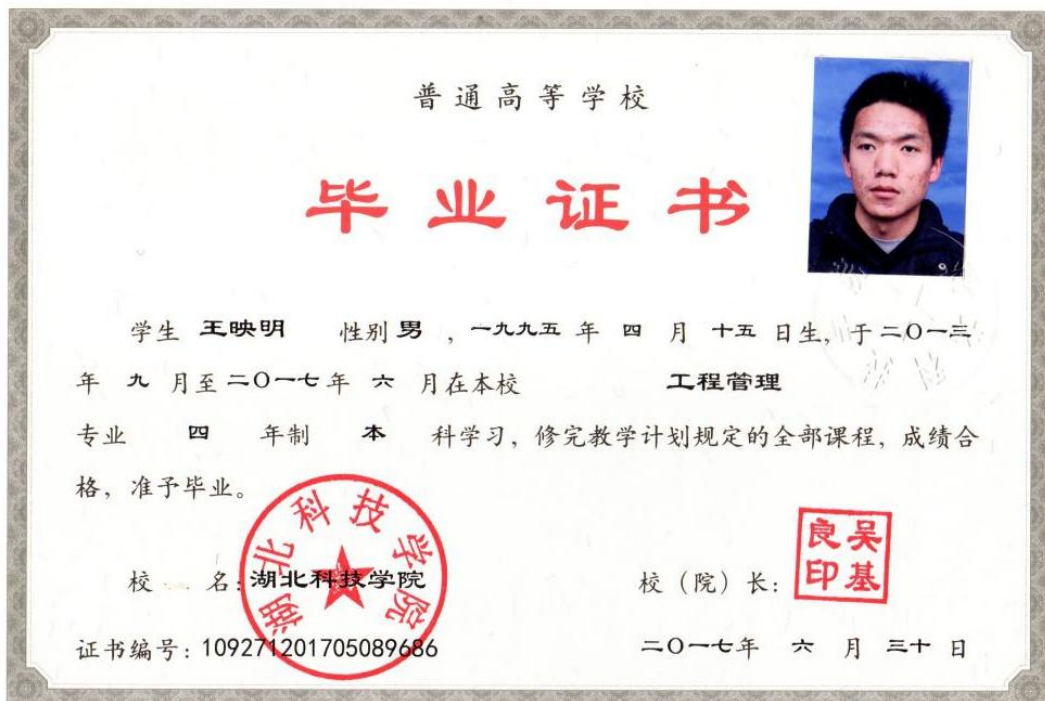 普通高等学校
毕业证书
学生 王映明 性别 男 ，一九九五 年 四 月 十五 日生，于二〇一三
年 九 月至二〇一七年 六 月在本校 工程管理
专业 四 年制 本 科学习，修完教学计划规定的全部课程，成绩合
格，准予毕业。
湖北科技学院
吴基良印
校 名：湖北科技学院 校（院）长：
证书编号：109271201705089686 二〇一七年 六 月 三十 日